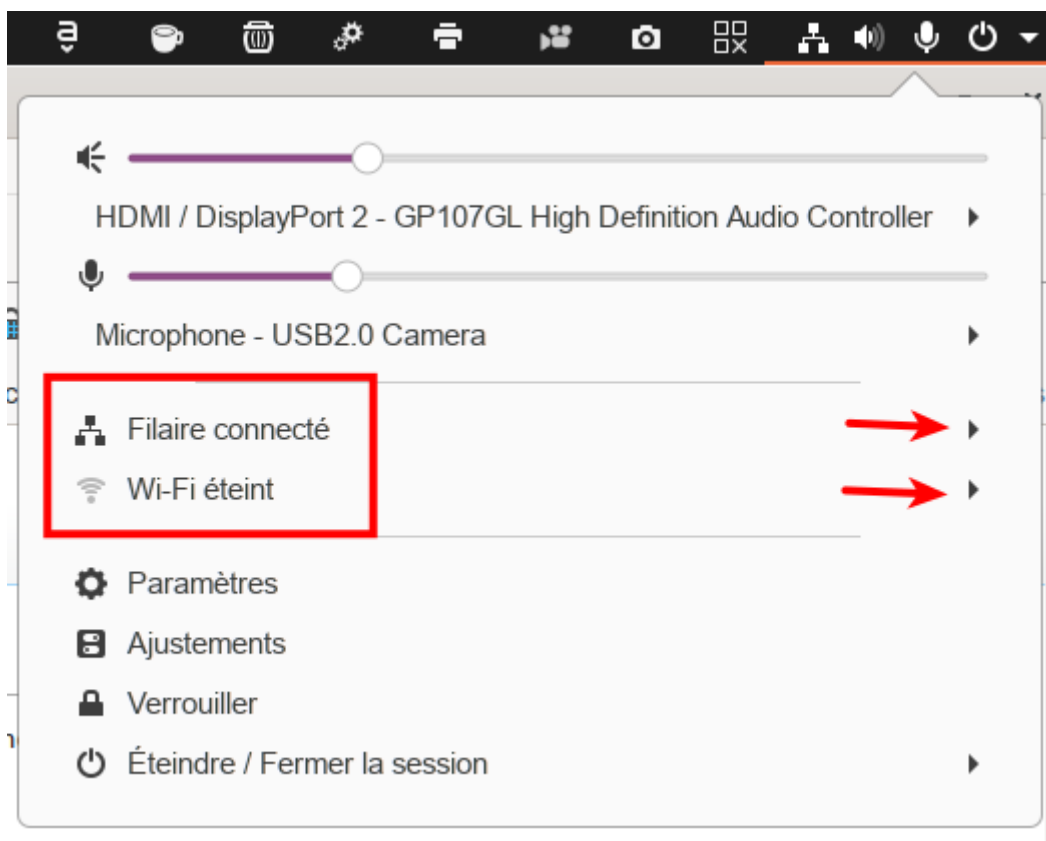 HDMI / DisplayPort 2 - GP107GL High Definition Audio Controller
Microphone - USB2.0 Camera
Filaire connecté
Wi-Fi éteint
Paramètres
Ajustements
Verrouiller
Éteindre / Fermer la session